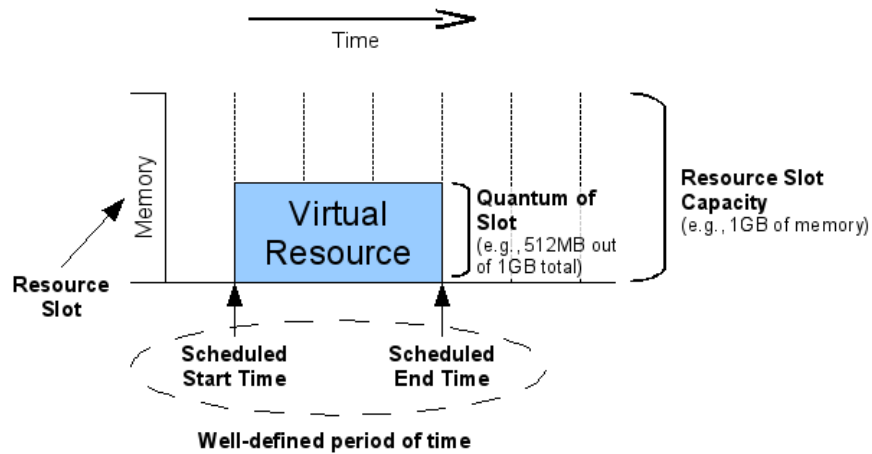 Time
Memory
Virtual
Resource
Quantum of
Slot
(e.g., 512MB out
of 1GB total)
Resource Slot
Capacity
(e.g., 1GB of memory)
Resource
Slot
Scheduled
Start Time
Scheduled
End Time
Well-defined period of time